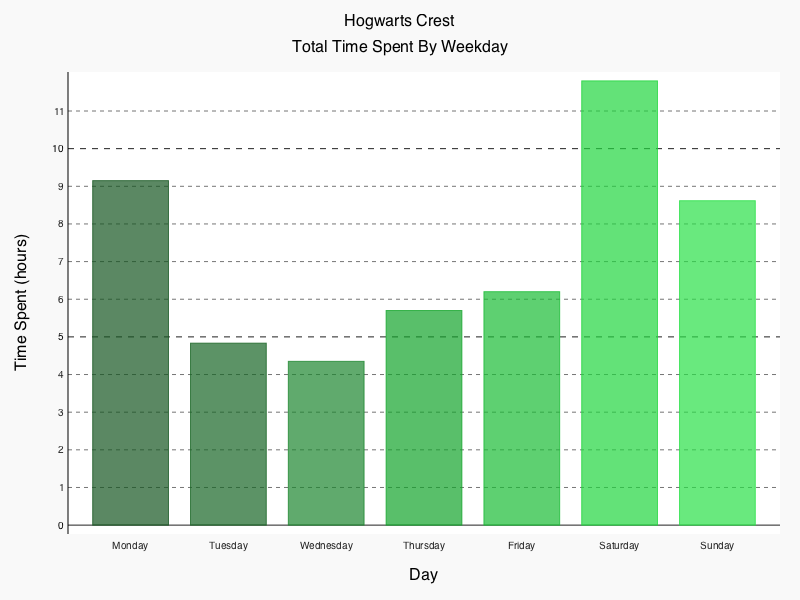 Hogwarts Crest
Total Time Spent By Weekday
Time Spent (hours)
11
10
9
8
7
6
5
4
3
2
1
0
Monday Tuesday Wednesday Thursday Friday Saturday Sunday
Day